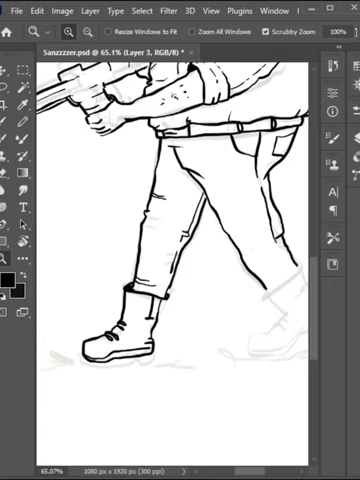 File Edit Image Layer Type Select Filter 3D View Plugins Window
Resize Windows to Fit Zoom All Windows Scrubby Zoom 100%
Sanzzzzer.psd @ 65.1% (Layer 3, RGB/8) * ×
65.07% 1080 px x 1920 px (300 ppi)